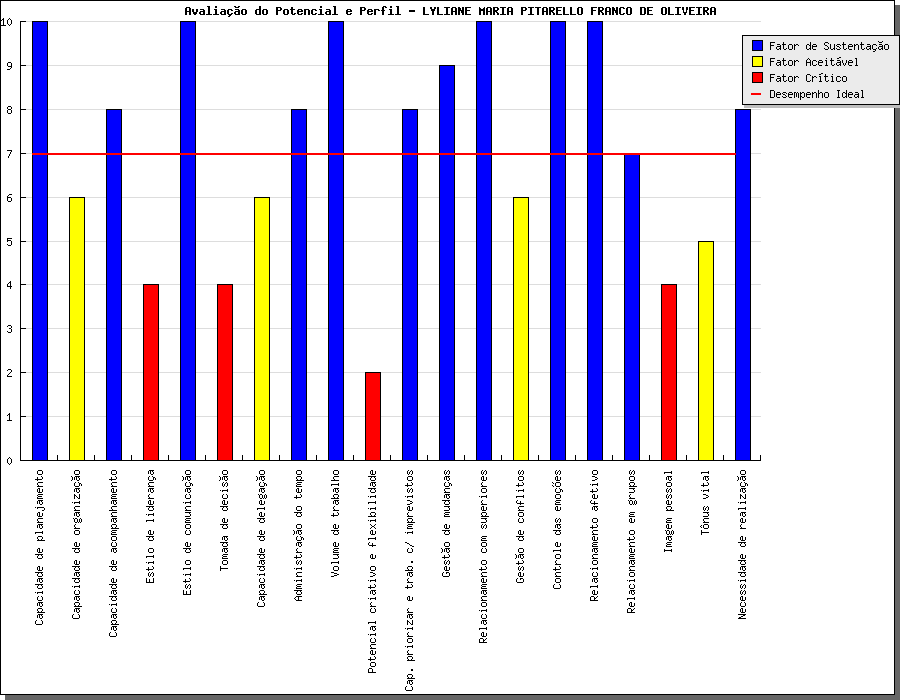 Avaliação do Potencial e Perfil - LYLIANE MARIA PITARELLO FRANCO DE OLIVEIRA
Fator de Sustentação
Fator Aceitável
Fator Crítico
Desempenho Ideal
10
9
8
7
6
5
4
3
2
1
0
Capacidade de planejamento
Capacidade de organização
Capacidade de acompanhamento
Estilo de liderança
Estilo de comunicação
Tomada de decisão
Capacidade de delegação
Administração do tempo
Volume de trabalho
Potencial criativo e flexibilidade
Cap. priorizar e trab. c/ imprevistos
Gestão de mudanças
Relacionamento com superiores
Gestão de conflitos
Controle das emoções
Relacionamento afetivo
Relacionamento em grupos
Imagem pessoal
Tônus vital
Necessidade de realização